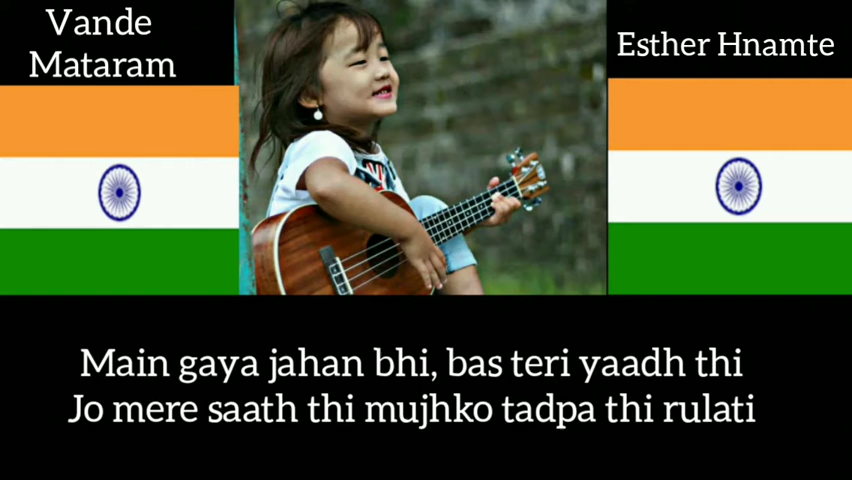 Vande
Mataram
Esther Hnamte
Main gaya jahan bhi, bas teri yaadh thi
Jo mere saath thi mujhko tadpa thi rulati